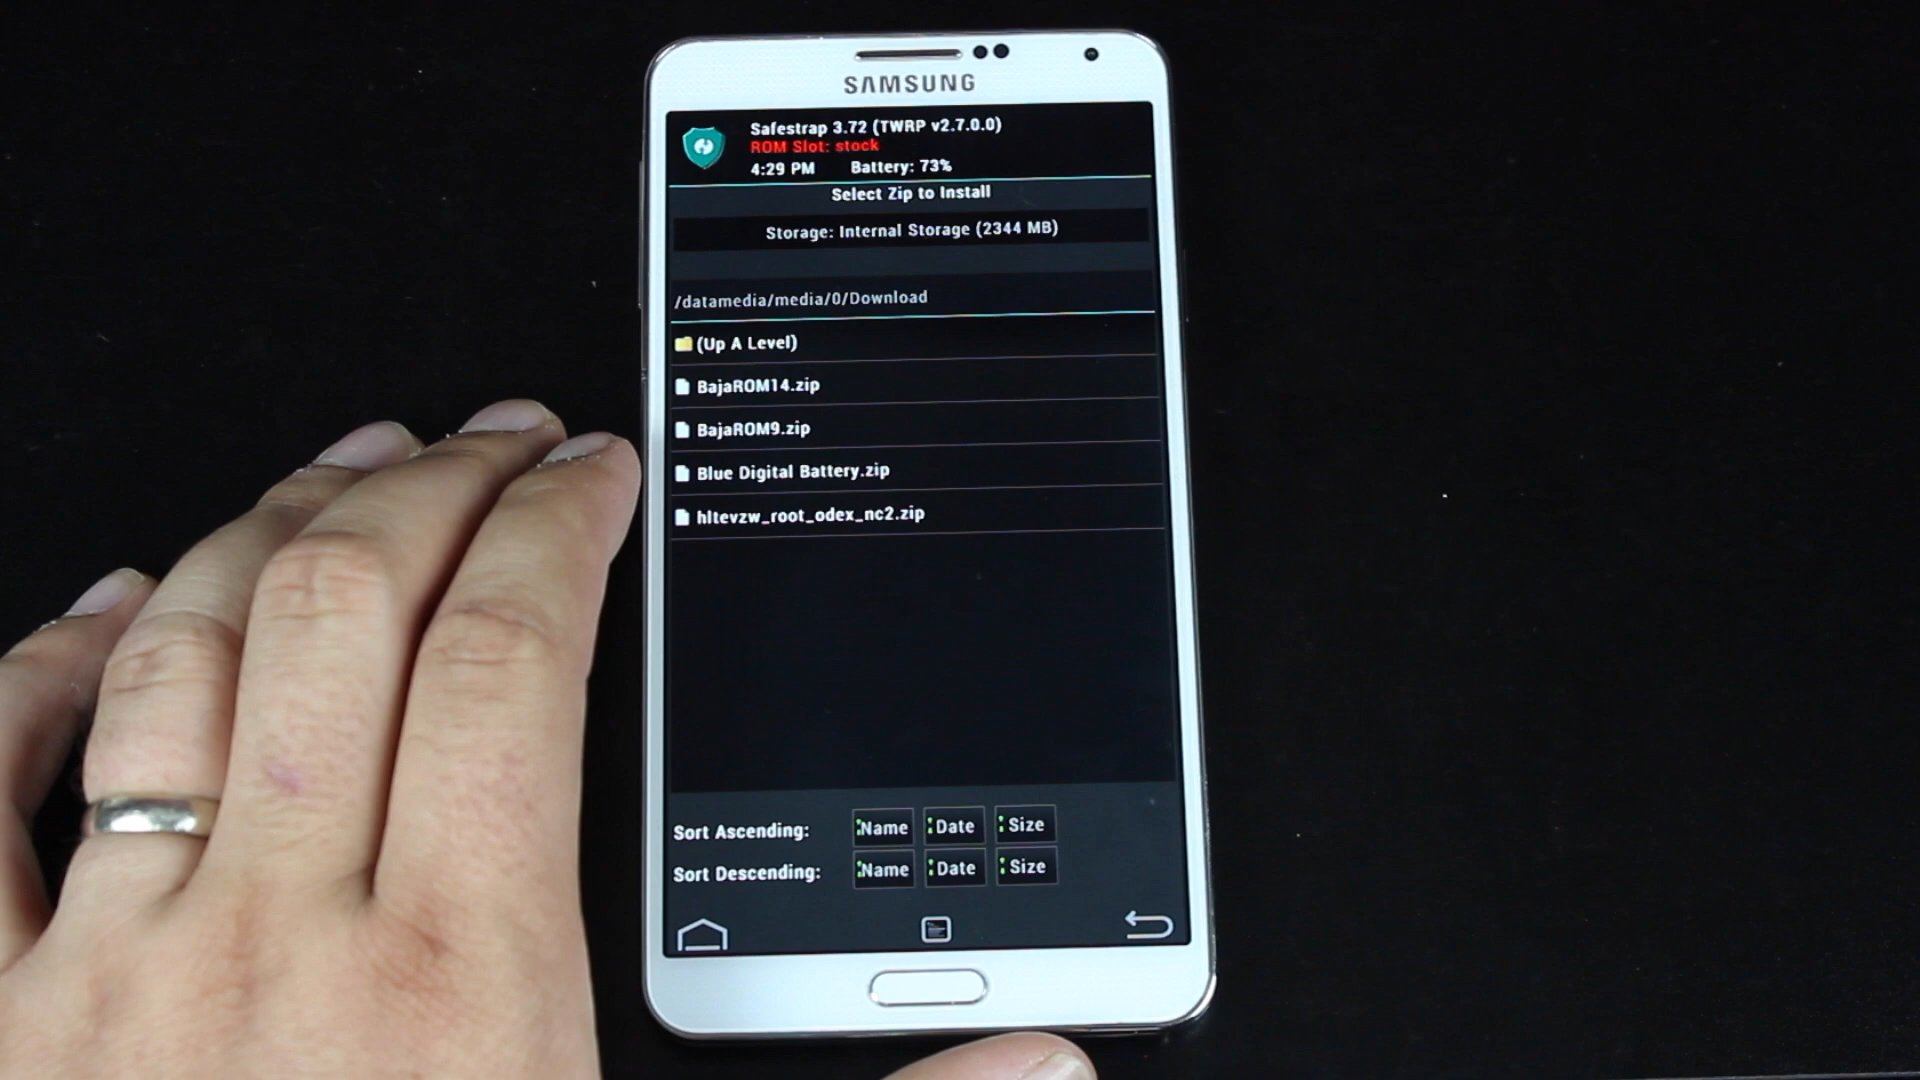 SAMSUNG
Safestrap 3.72 (TWRP v2.7.0.0)
ROM Slot: stock
4:29 PM Battery: 73%
Select Zip to Install
Storage: Internal Storage (2344 MB)
/datamedia/media/0/Download
(Up A Level)
BajaROM14.zip
BajaROM9.zip
Blue Digital Battery.zip
hltevzw_root_odex_nc2.zip
Sort Ascending: Name Date Size
Sort Descending: Name Date Size